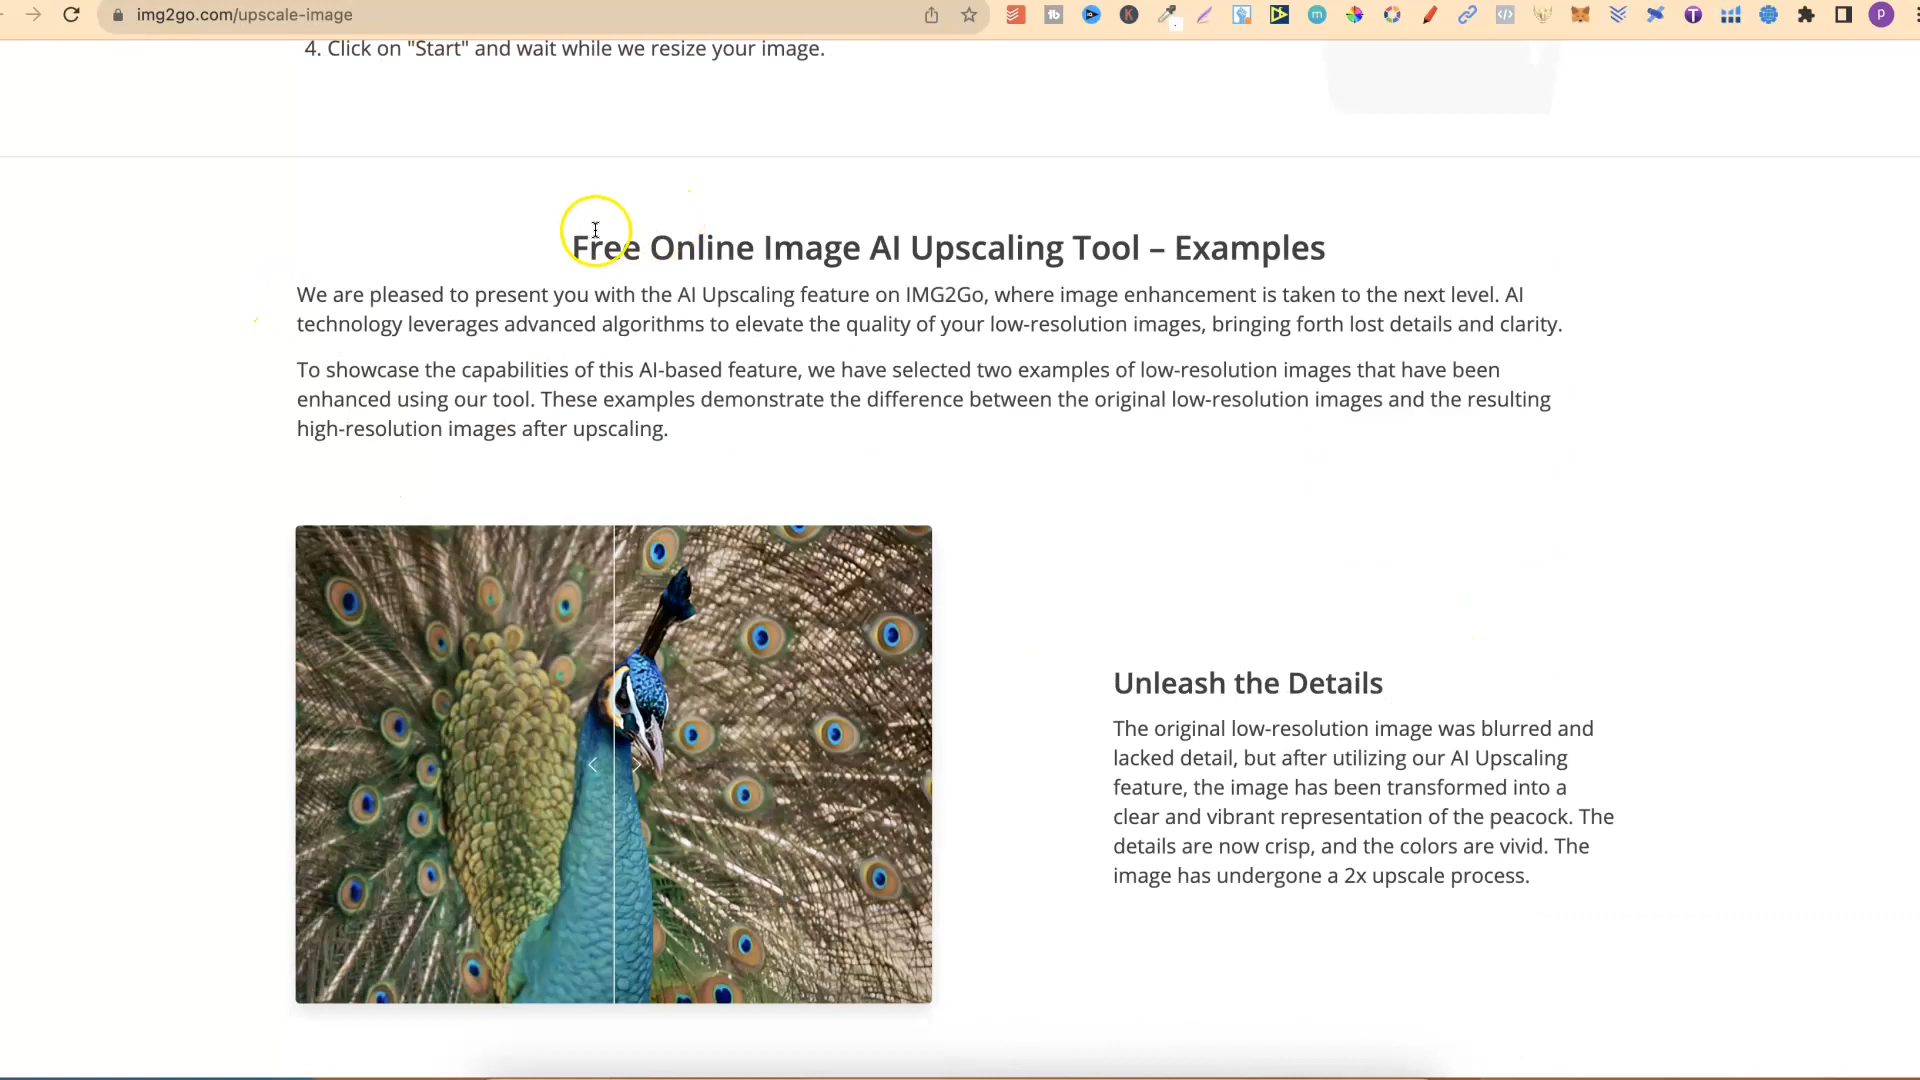 img2go.com/upscale-image
4. Click on "Start" and wait while we resize your image.
Free Online Image AI Upscaling Tool – Examples
We are pleased to present you with the AI Upscaling feature on IMG2Go, where image enhancement is taken to the next level. AI
technology leverages advanced algorithms to elevate the quality of your low-resolution images, bringing forth lost details and clarity.
To showcase the capabilities of this AI-based feature, we have selected two examples of low-resolution images that have been
enhanced using our tool. These examples demonstrate the difference between the original low-resolution images and the resulting
high-resolution images after upscaling.
Unleash the Details
The original low-resolution image was blurred and
lacked detail, but after utilizing our AI Upscaling
feature, the image has been transformed into a
clear and vibrant representation of the peacock. The
details are now crisp, and the colors are vivid. The
image has undergone a 2x upscale process.